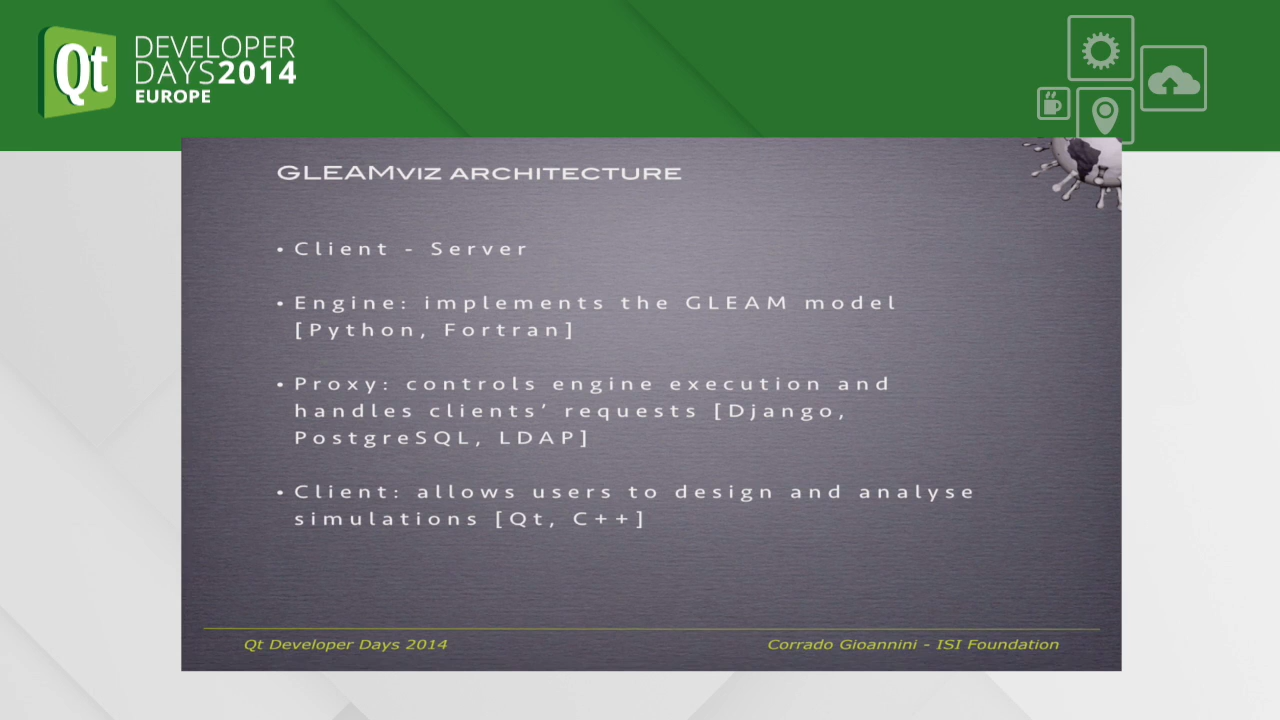 Qt
DEVELOPER
DAYS2014
EUROPE
GLEAMVIZ ARCHITECTURE
• Client - Server
• Engine: implements the GLEAM model
[Python, Fortran]
• Proxy: controls engine execution and
handles clients’ requests [Django,
PostgreSQL, LDAP]
• Client: allows users to design and analyse
simulations [Qt, C++]
Qt Developer Days 2014
Corrado Gioannini - ISI Foundation